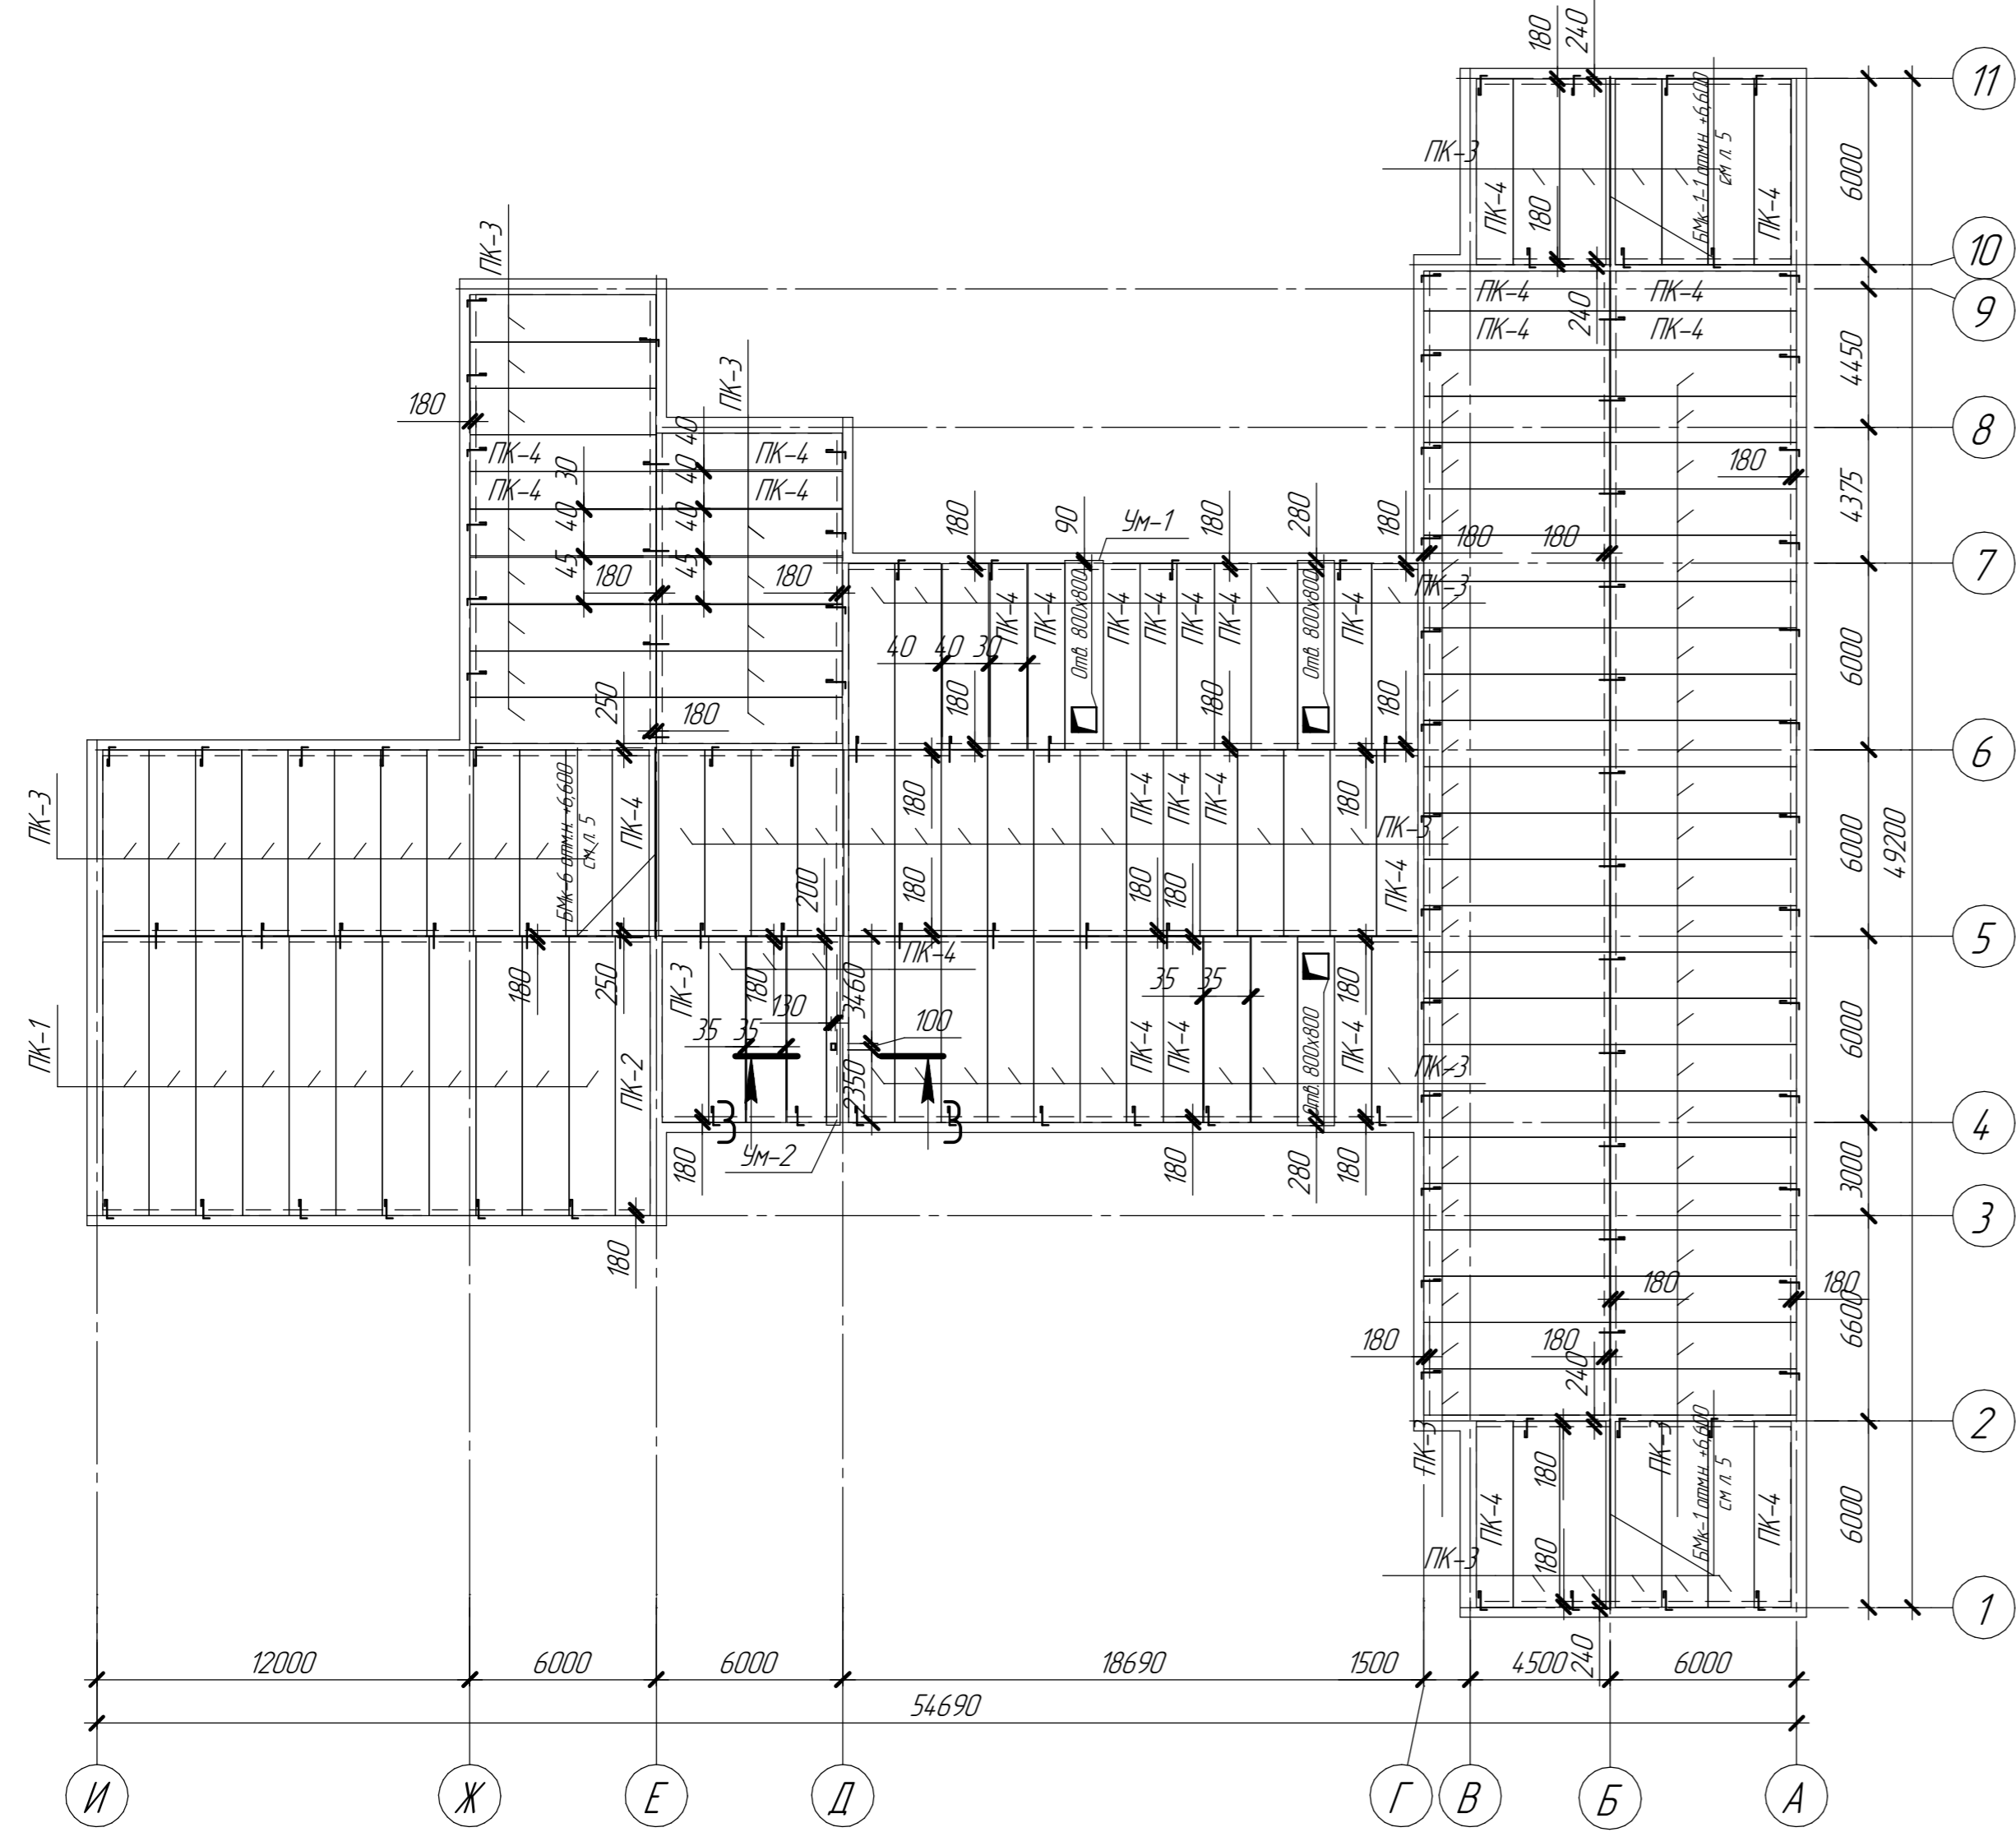 180
240
11
ПК-3
БМк-1 отм.н. +6,600
см л. 5
6000
ПК-4
180
ПК-4
10
ПК-3
ПК-4
ПК-4
9
240
ПК-4
ПК-4
4450
ПК-3
180
40
8
ПК-4
30
40
ПК-4
180
ПК-4
40
40
ПК-4
4375
180
90
Ум-1
180
280
180
180
180
45
180
45
180
7
ПК-3
ПК-4
ПК-4
Отв. 800х800
ПК-4
ПК-4
ПК-4
ПК-4
Отв. 800х800
ПК-4
40
40
30
6000
250
180
180
180
180
6
ПК-3
БМк-6 отм.н. +6,600
см л. 5
ПК-4
180
ПК-4
ПК-4
ПК-4
180
ПК-3
6000
49200
200
180
180
180
ПК-4
5
180
250
ПК-3
180
ПК-4
3460
35
35
180
130
100
35
35
ПК-1
ПК-2
2350
ПК-4
ПК-4
Отв. 800х800
ПК-4
ПК-3
6000
4
3
3
180
Ум-2
180
280
180
3000
3
180
180
180
6600
180
180
240
2
ПК-3
ПК-3
БМк-1 отм.н. +6,600
см л. 5
180
ПК-4
ПК-4
6000
ПК-3
180
1
240
12000
6000
6000
18690
1500
4500
6000
54690
И
Ж
Е
Д
Г
В
Б
А